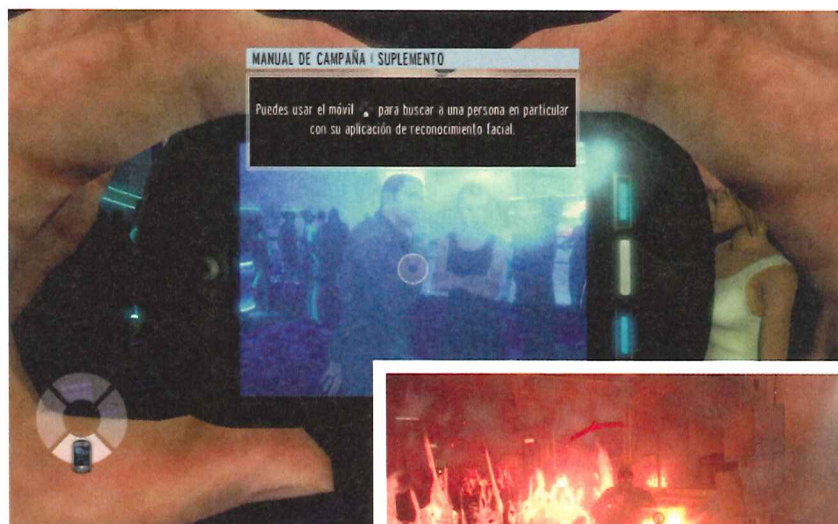 MANUAL DE CAMPAÑA | SUPLEMENTO
Puedes usar el móvil para buscar a una persona en particular
con su aplicación de reconocimiento facial.